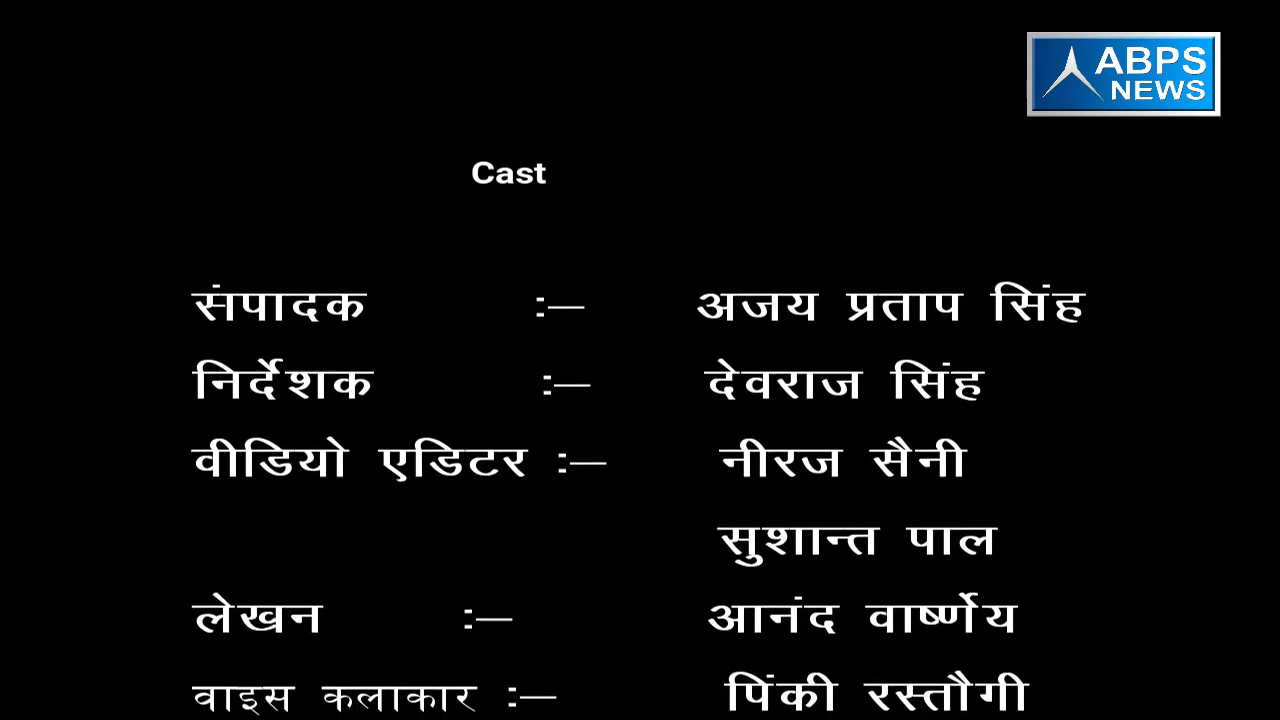 ABPS
NEWS
Cast
संपादक :— अजय प्रताप सिंह
निर्देशक :— देवराज सिंह
वीडियो एडिटर :— नीरज सैनी
सुशान्त पाल
लेखन :— आनंद वार्ष्णेय
वाइस कलाकार :— पिंकी रस्तौगी